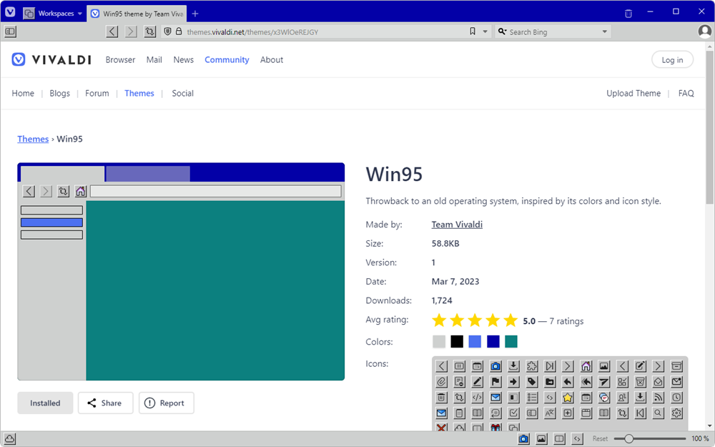 Workspaces
Win95 theme by Team Viva
themes.vivaldi.net/themes/x3WlOeREJGY
Search Bing
VIVALDI
Browser Mail News Community About
Log in
Home | Blogs | Forum | Themes | Social
Upload Theme | FAQ
Themes › Win95
Win95
Throwback to an old operating system, inspired by its colors and icon style.
Made by: Team Vivaldi
Size: 58.8KB
Version: 1
Date: Mar 7, 2023
Downloads: 1,724
Avg rating: 5.0 — 7 ratings
Colors:
Icons:
Installed
Share
Report
Reset
100 %